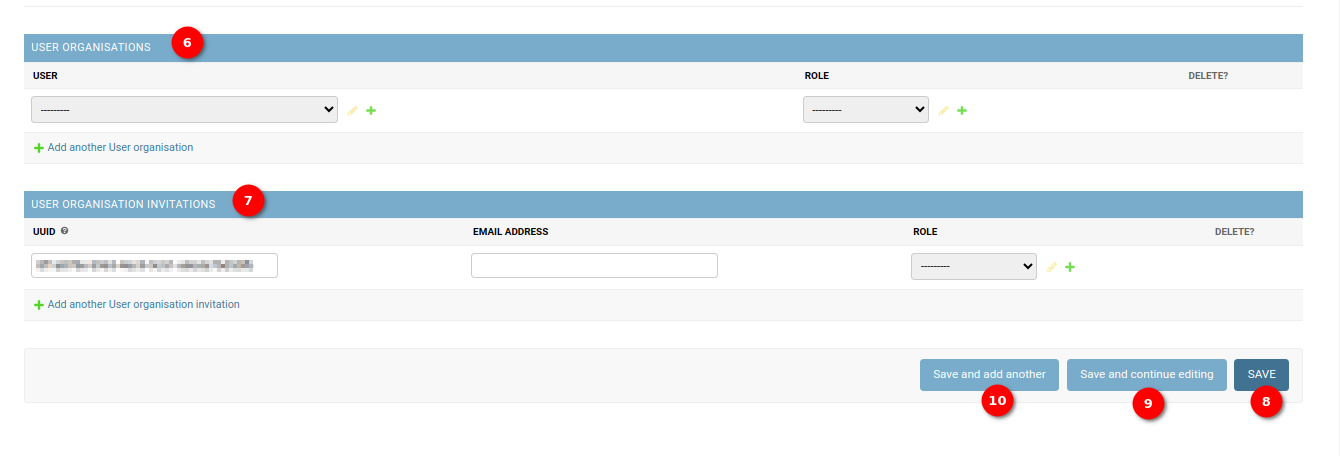 USER ORGANISATIONS 6
USER ROLE DELETE?
--------- ---------
Add another User organisation
USER ORGANISATION INVITATIONS 7
UUID EMAIL ADDRESS ROLE DELETE?
---------
Add another User organisation invitation
Save and add another Save and continue editing SAVE
10 9 8